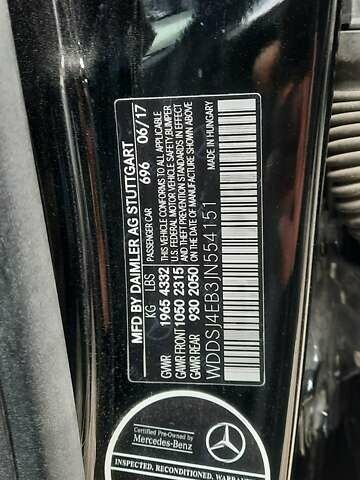 MFD BY DAIMLER AG STUTTGART
PASSENGER CAR 696 06/17
KG LBS
GVWR 1965 4332
GAWR FRONT 1050 2315
GAWR REAR 930 2050
THIS VEHICLE CONFORMS TO ALL APPLICABLE
U.S. FEDERAL MOTOR VEHICLE SAFETY, BUMPER
AND THEFT PREVENTION STANDARDS IN EFFECT
ON THE DATE OF MANUFACTURE SHOWN ABOVE
WDDSJ4EB3JN554151
MADE IN HUNGARY
Certified Pre-Owned by
Mercedes-Benz
INSPECTED, RECONDITIONED, WARRANTED